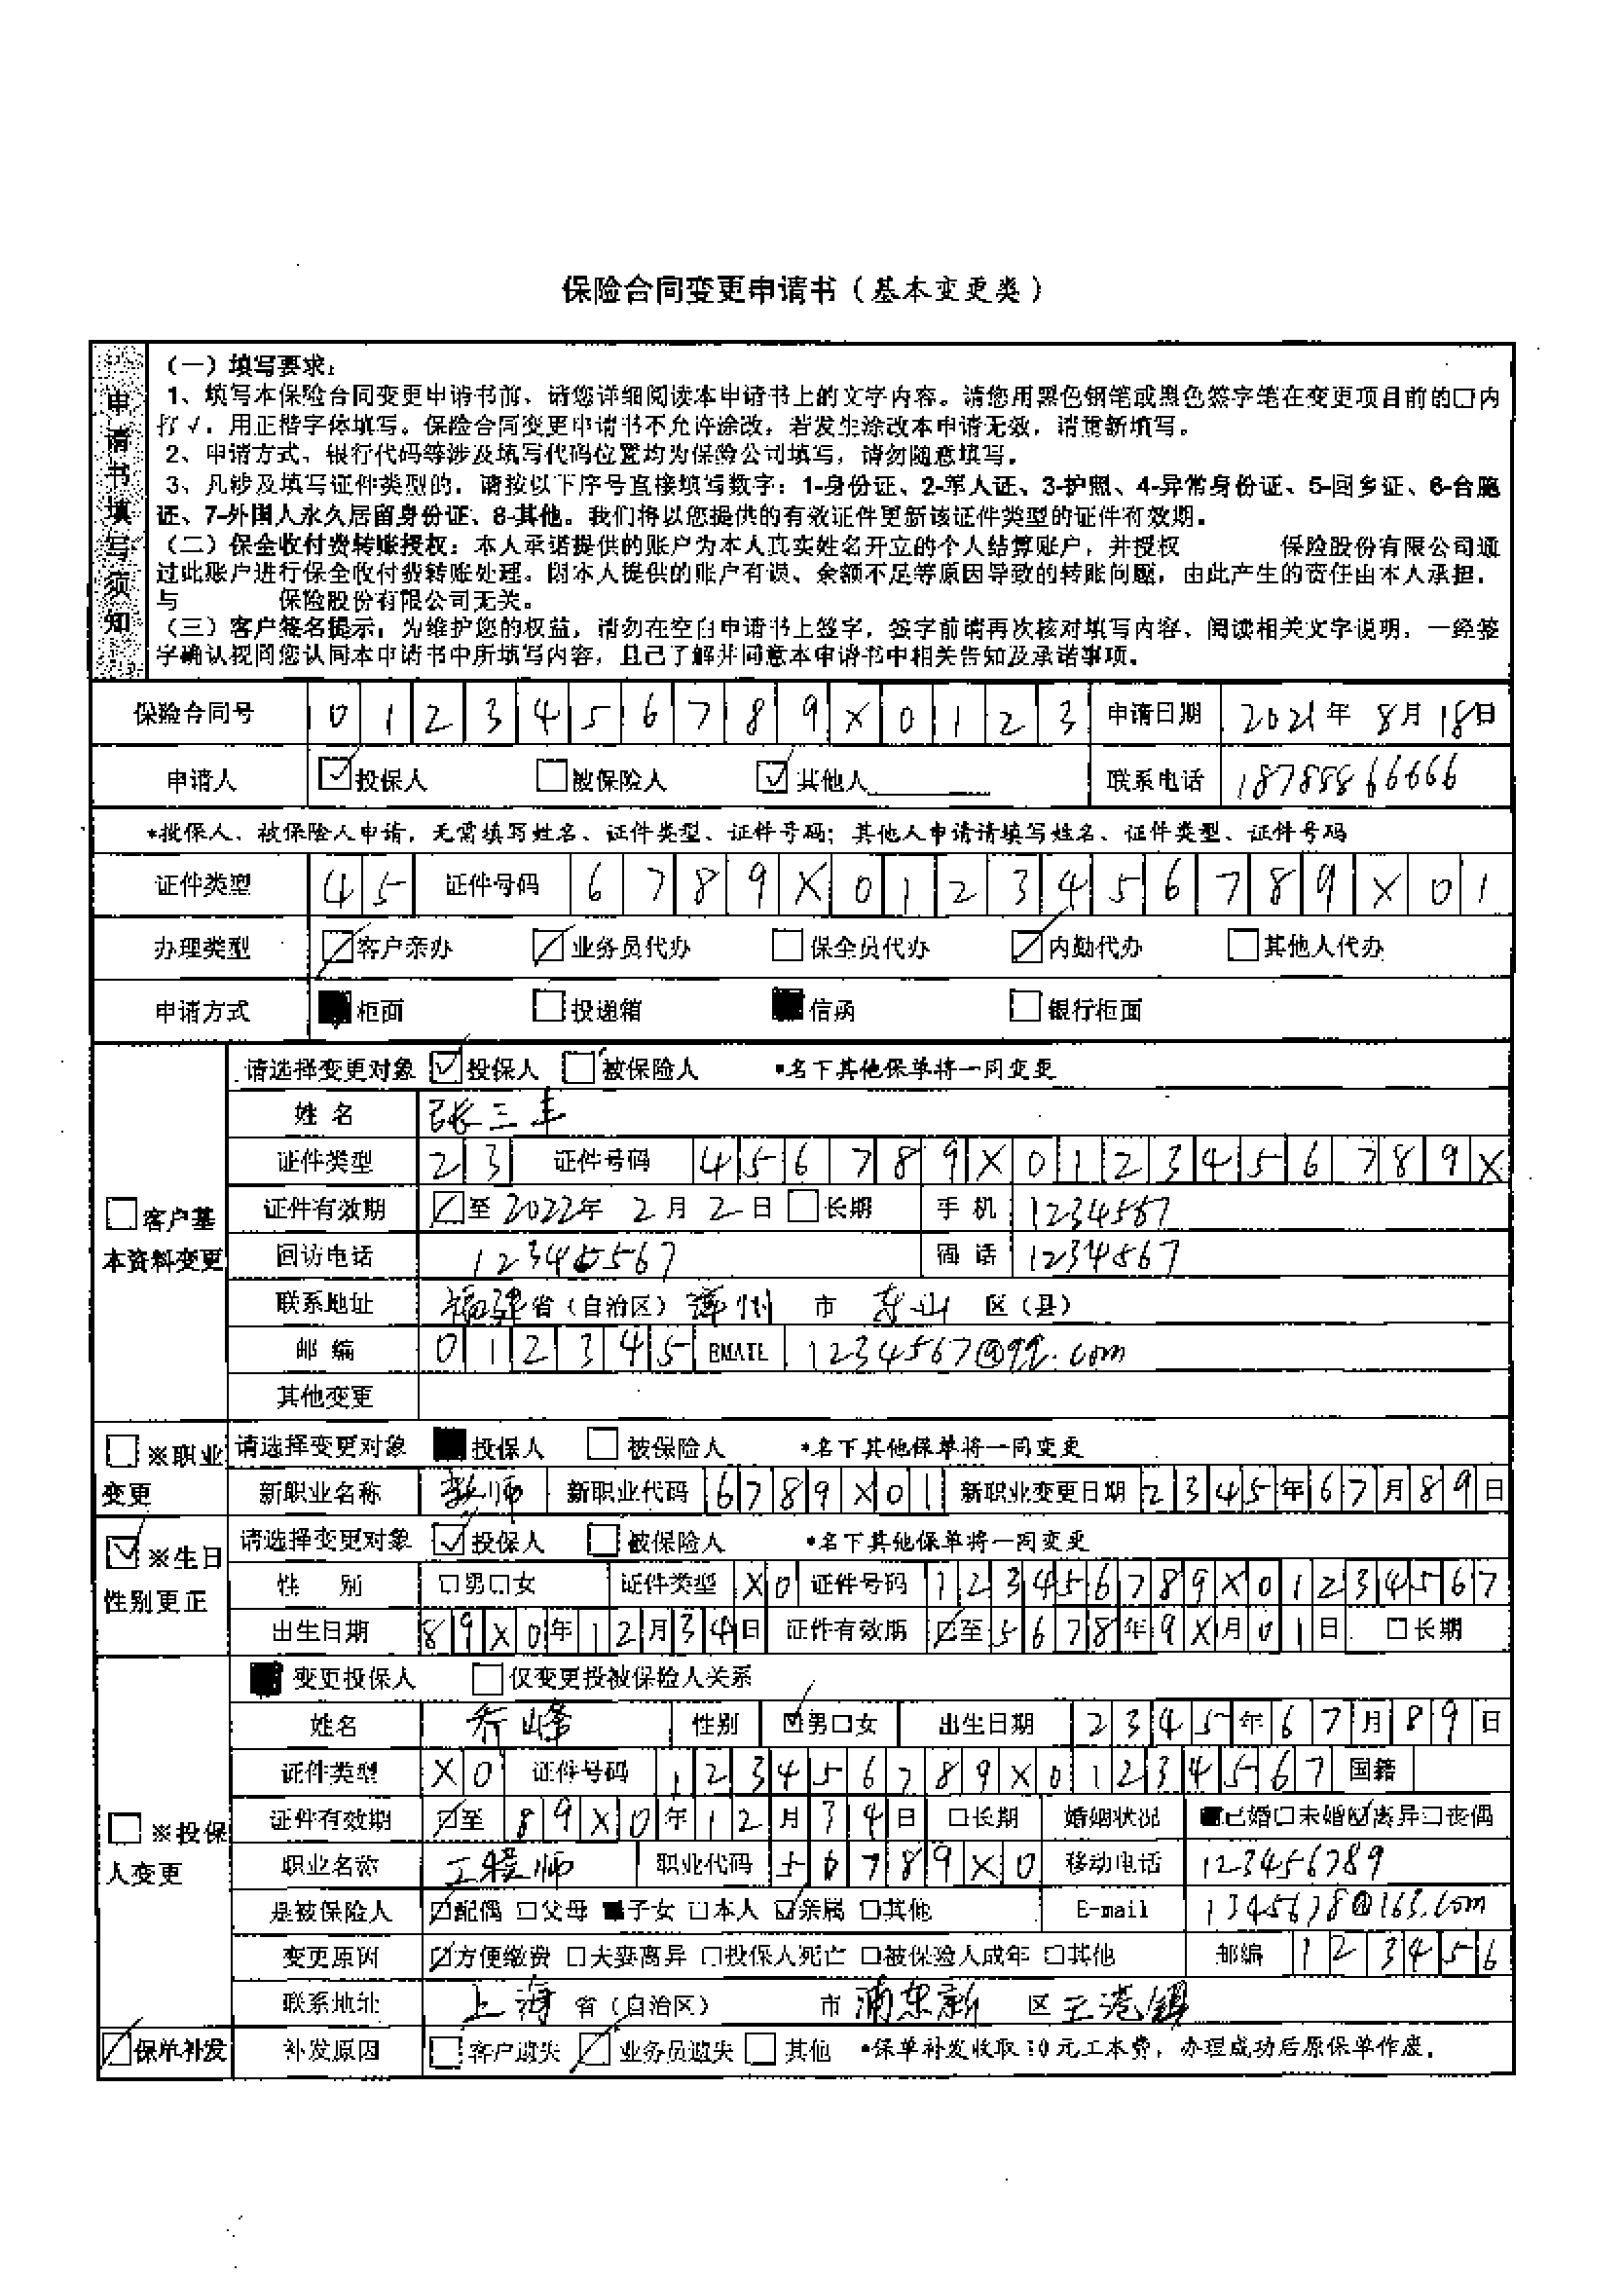 保险合同变更申请书（基本变更类）
申请书填写须知
（一）填写要求：
1、填写本保险合同变更申请书前，请您详细阅读本申请书上的文字内容。请您用黑色钢笔或黑色签字笔在变更项目前的□内
打√，用正楷字体填写。保险合同变更申请书不允许涂改，若发生涂改本申请无效，请重新填写。
2、申请方式、银行代码等涉及填写代码位置均为保险公司填写，请勿随意填写。
3、凡涉及填写证件类型的，请按以下序号直接填写数字：1-身份证、2-军人证、3-护照、4-异常身份证、5-回乡证、6-台胞
证、7-外国人永久居留身份证、8-其他。我们将以您提供的有效证件更新该证件类型的证件有效期。
（二）保全收付费转账授权：本人承诺提供的账户为本人真实姓名开立的个人结算账户，并授权 保险股份有限公司通
过此账户进行保全收付费转账处理。因本人提供的账户有误、余额不足等原因导致的转账问题，由此产生的责任由本人承担，
与 保险股份有限公司无关。
（三）客户签名提示：为维护您的权益，请勿在空白申请书上签字，签字前请再次核对填写内容、阅读相关文字说明，一经签
字确认视同您认同本申请书中所填写内容，且已了解并同意本申请书中相关告知及承诺事项。
保险合同号 0 1 2 3 4 5 6 7 8 9 X 0 1 2 3 申请日期 2021年 8月 18日
申请人 ☑投保人 □被保险人 ☑其他人 联系电话 18788866666
*投保人、被保险人申请，无需填写姓名、证件类型、证件号码；其他人申请请填写姓名、证件类型、证件号码
证件类型 4 5 证件号码 6 7 8 9 X 0 1 2 3 4 5 6 7 8 9 X 0 1
办理类型 ☑客户亲办 ☑业务员代办 □保全员代办 ☑内勤代办 □其他人代办
申请方式 ■柜面 □投递箱 ■信函 □银行柜面
□客户基本资料变更
请选择变更对象 ☑投保人 □被保险人 *名下其他保单将一同变更
姓 名 张三丰
证件类型 2 3 证件号码 4 5 6 7 8 9 X 0 1 2 3 4 5 6 7 8 9 X
证件有效期 ☑至 2022年 2月 2日 □长期 手 机 1234567
回访电话 12345567 固 话 1234567
联系地址 福建省（自治区）漳州 市 东山 区（县）
邮 编 0 1 2 3 4 5 EMAIL 1234567@qq.com
其他变更
□※职业变更
请选择变更对象 ■投保人 □被保险人 *名下其他保单将一同变更
新职业名称 教师 新职业代码 6 7 8 9 X 0 1 新职业变更日期 2 3 4 5年6 7月8 9日
☑※生日性别更正
请选择变更对象 ☑投保人 □被保险人 *名下其他保单将一同变更
性 别 □男□女 证件类型 X 0 证件号码 1 2 3 4 5 6 7 8 9 X 0 1 2 3 4 5 6 7
出生日期 8 9 X 0年1 2月3 4日 证件有效期 ☑至5 6 7 8年9 X月0 1日 □长期
□※投保人变更
■变更投保人 □仅变更投被保险人关系
姓名 乔峰 性别 ☑男□女 出生日期 2 3 4 5年6 7月8 9日
证件类型 X 0 证件号码 1 2 3 4 5 6 7 8 9 X 0 1 2 3 4 5 6 7 国籍
证件有效期 ☑至 8 9 X 0年1 2月3 4日 □长期 婚姻状况 ■已婚□未婚☑离异□丧偶
职业名称 工程师 职业代码 5 6 7 8 9 X 0 移动电话 123456789
是被保险人 ☑配偶 □父母 ■子女 □本人 ☑亲属 □其他 E-mail 1345678@163.com
变更原因 ☑方便缴费 □夫妻离异 □投保人死亡 □被保险人成年 □其他 邮编 1 2 3 4 5 6
联系地址 上海 省（自治区） 市 浦东新 区 王港镇
☑保单补发 补发原因 □客户遗失 ☑业务员遗失 □其他 *保单补发收取10元工本费，办理成功后原保单作废。